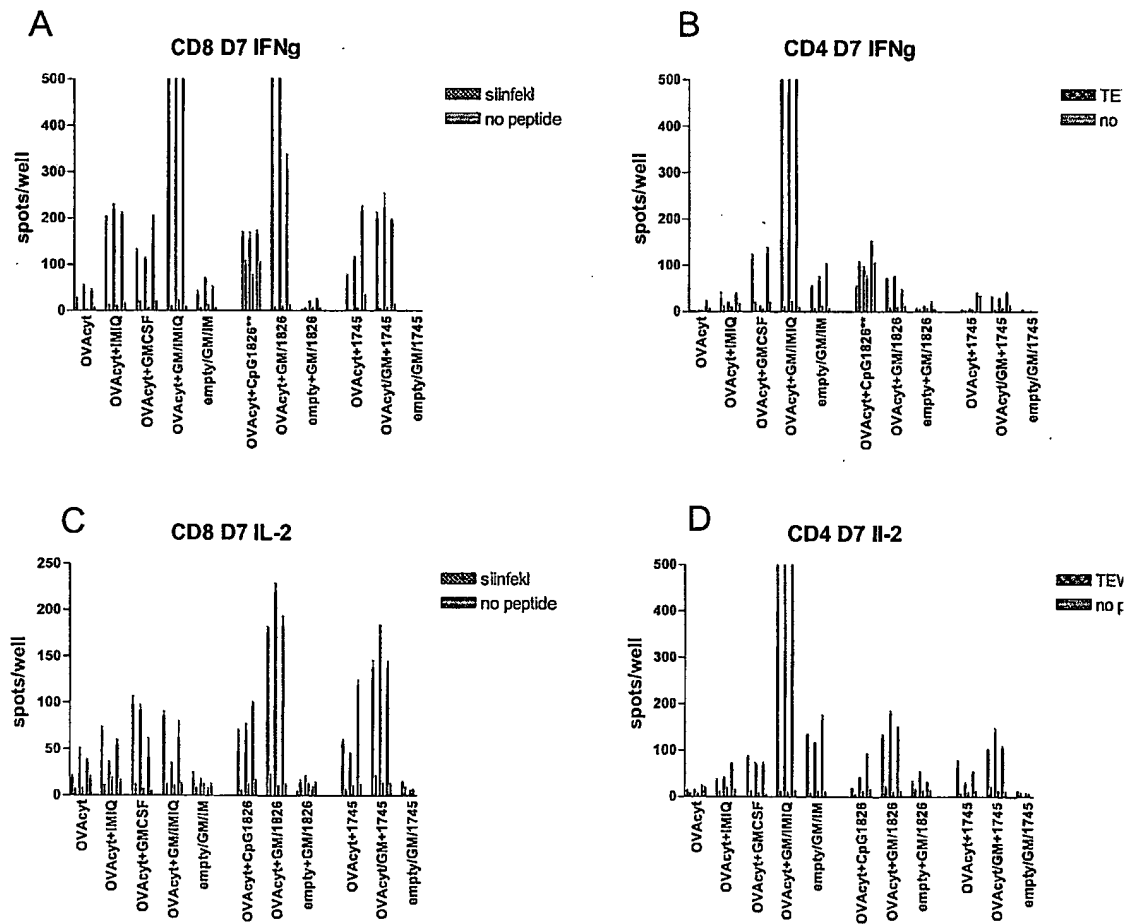 A
CD8 D7 IFNg
500
400
300
200
100
0
spots/well
siinfekl
no peptide
OVAcyt
OVAcyt+IMIQ
OVAcyt+GMCSF
OVAcyt+GM/IMIQ
empty/GM/IM
OVAcyt+CpG1826**
OVAcyt+GM/1826
empty+GM/1826
OVAcyt+1745
OVAcyt/GM+1745
empty/GM/1745
B
CD4 D7 IFNg
500
400
300
200
100
0
spots/well
TE
no
OVAcyt
OVAcyt+IMIQ
OVAcyt+GMCSF
OVAcyt+GM/IMIQ
empty/GM/IM
OVAcyt+CpG1826**
OVAcyt+GM/1826
empty+GM/1826
OVAcyt+1745
OVAcyt/GM+1745
empty/GM/1745
C
CD8 D7 IL-2
250
200
150
100
50
0
spots/well
siinfekl
no peptide
OVAcyt
OVAcyt+IMIQ
OVAcyt+GMCSF
OVAcyt+GM/IMIQ
empty/GM/IM
OVAcyt+CpG1826
OVAcyt+GM/1826
empty+GM/1826
OVAcyt+1745
OVAcyt/GM+1745
empty/GM/1745
D
CD4 D7 Il-2
500
400
300
200
100
0
spots/well
TEV
no p
OVAcyt
OVAcyt+IMIQ
OVAcyt+GMCSF
OVAcyt+GM/IMIQ
empty/GM/IM
OVAcyt+CpG1826
OVAcyt+GM/1826
empty+GM/1826
OVAcyt+1745
OVAcyt/GM+1745
empty/GM/1745